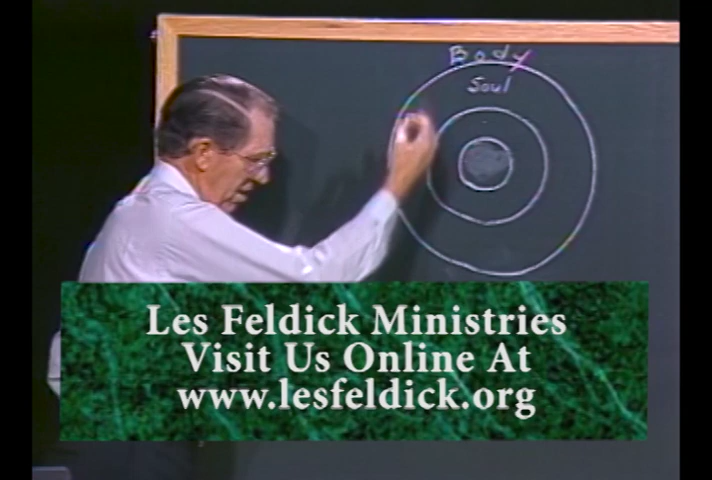 Body
Soul
Les Feldick Ministries
Visit Us Online At
www.lesfeldick.org